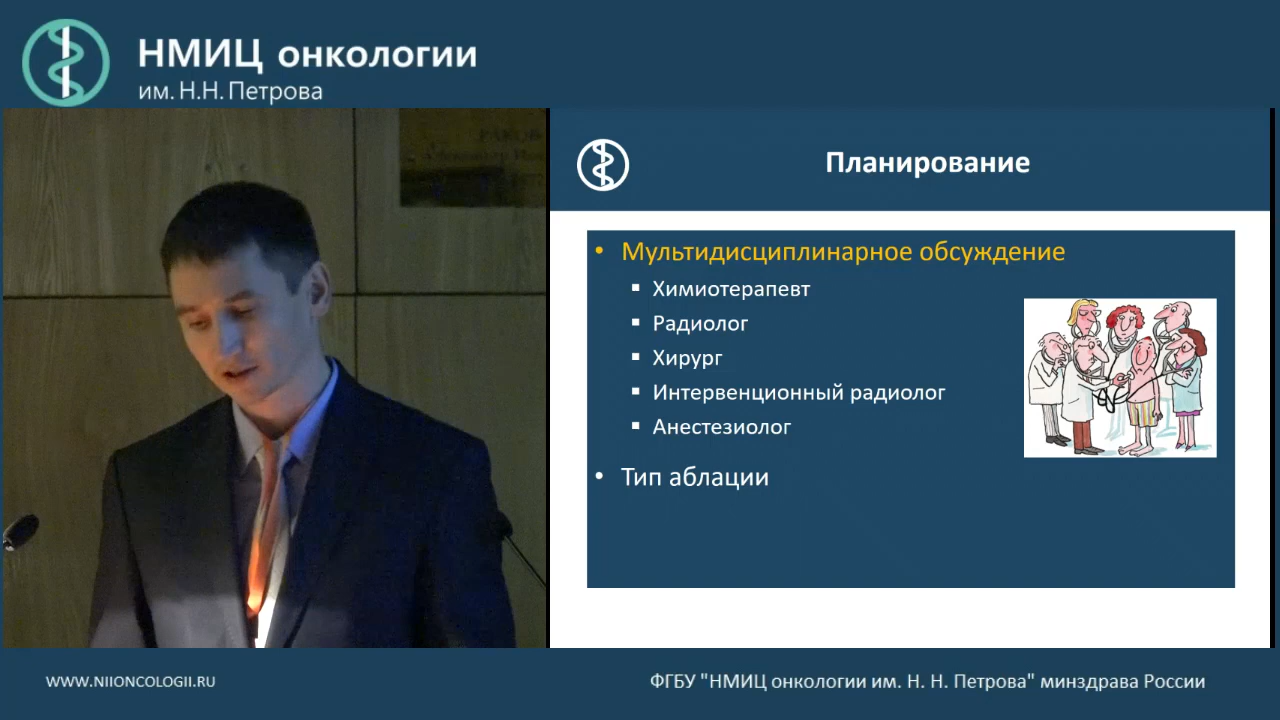 НМИЦ онкологии
им. Н.Н. Петрова
Планирование
• Мультидисциплинарное обсуждение
▪ Химиотерапевт
▪ Радиолог
▪ Хирург
▪ Интервенционный радиолог
▪ Анестезиолог
• Тип аблации
WWW.NIIONCOLOGII.RU
ФГБУ "НМИЦ онкологии им. Н. Н. Петрова" минздрава России